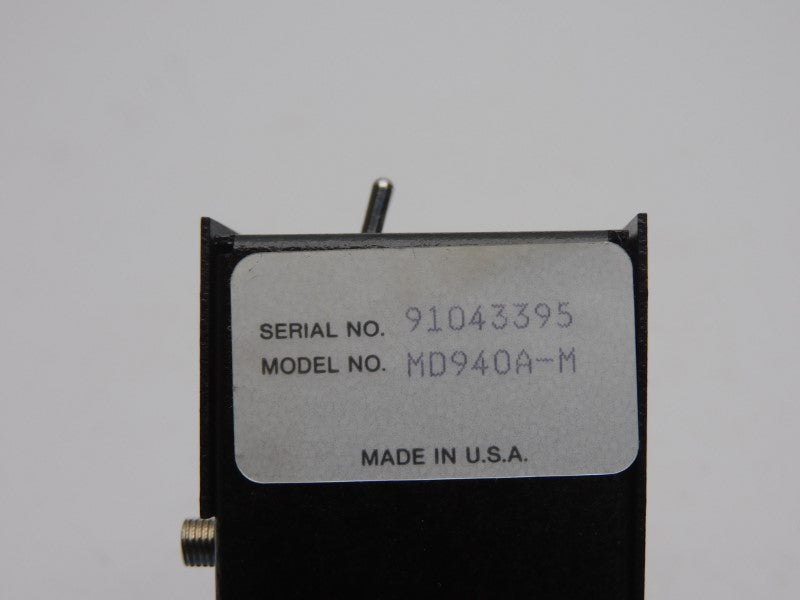 SERIAL NO. 91043395
MODEL NO. MD940A-M
MADE IN U.S.A.